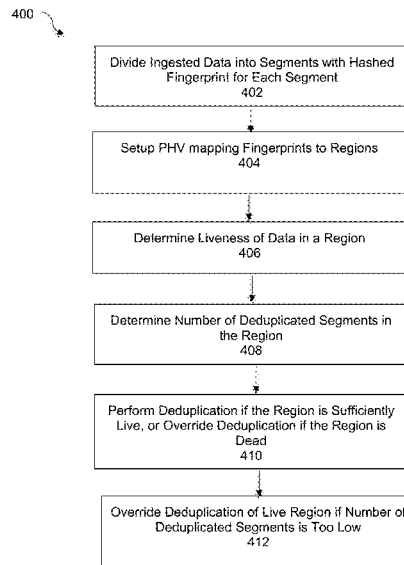 400
Divide Ingested Data into Segments with Hashed
Fingerprint for Each Segment
402
Setup PHV mapping Fingerprints to Regions
404
Determine Liveness of Data in a Region
406
Determine Number of Deduplicated Segments in
the Region
408
Perform Deduplication if the Region is Sufficiently
Live, or Override Deduplication if the Region is
Dead
410
Override Deduplication of Live Region if Number of
Deduplicated Segments is Too Low
412